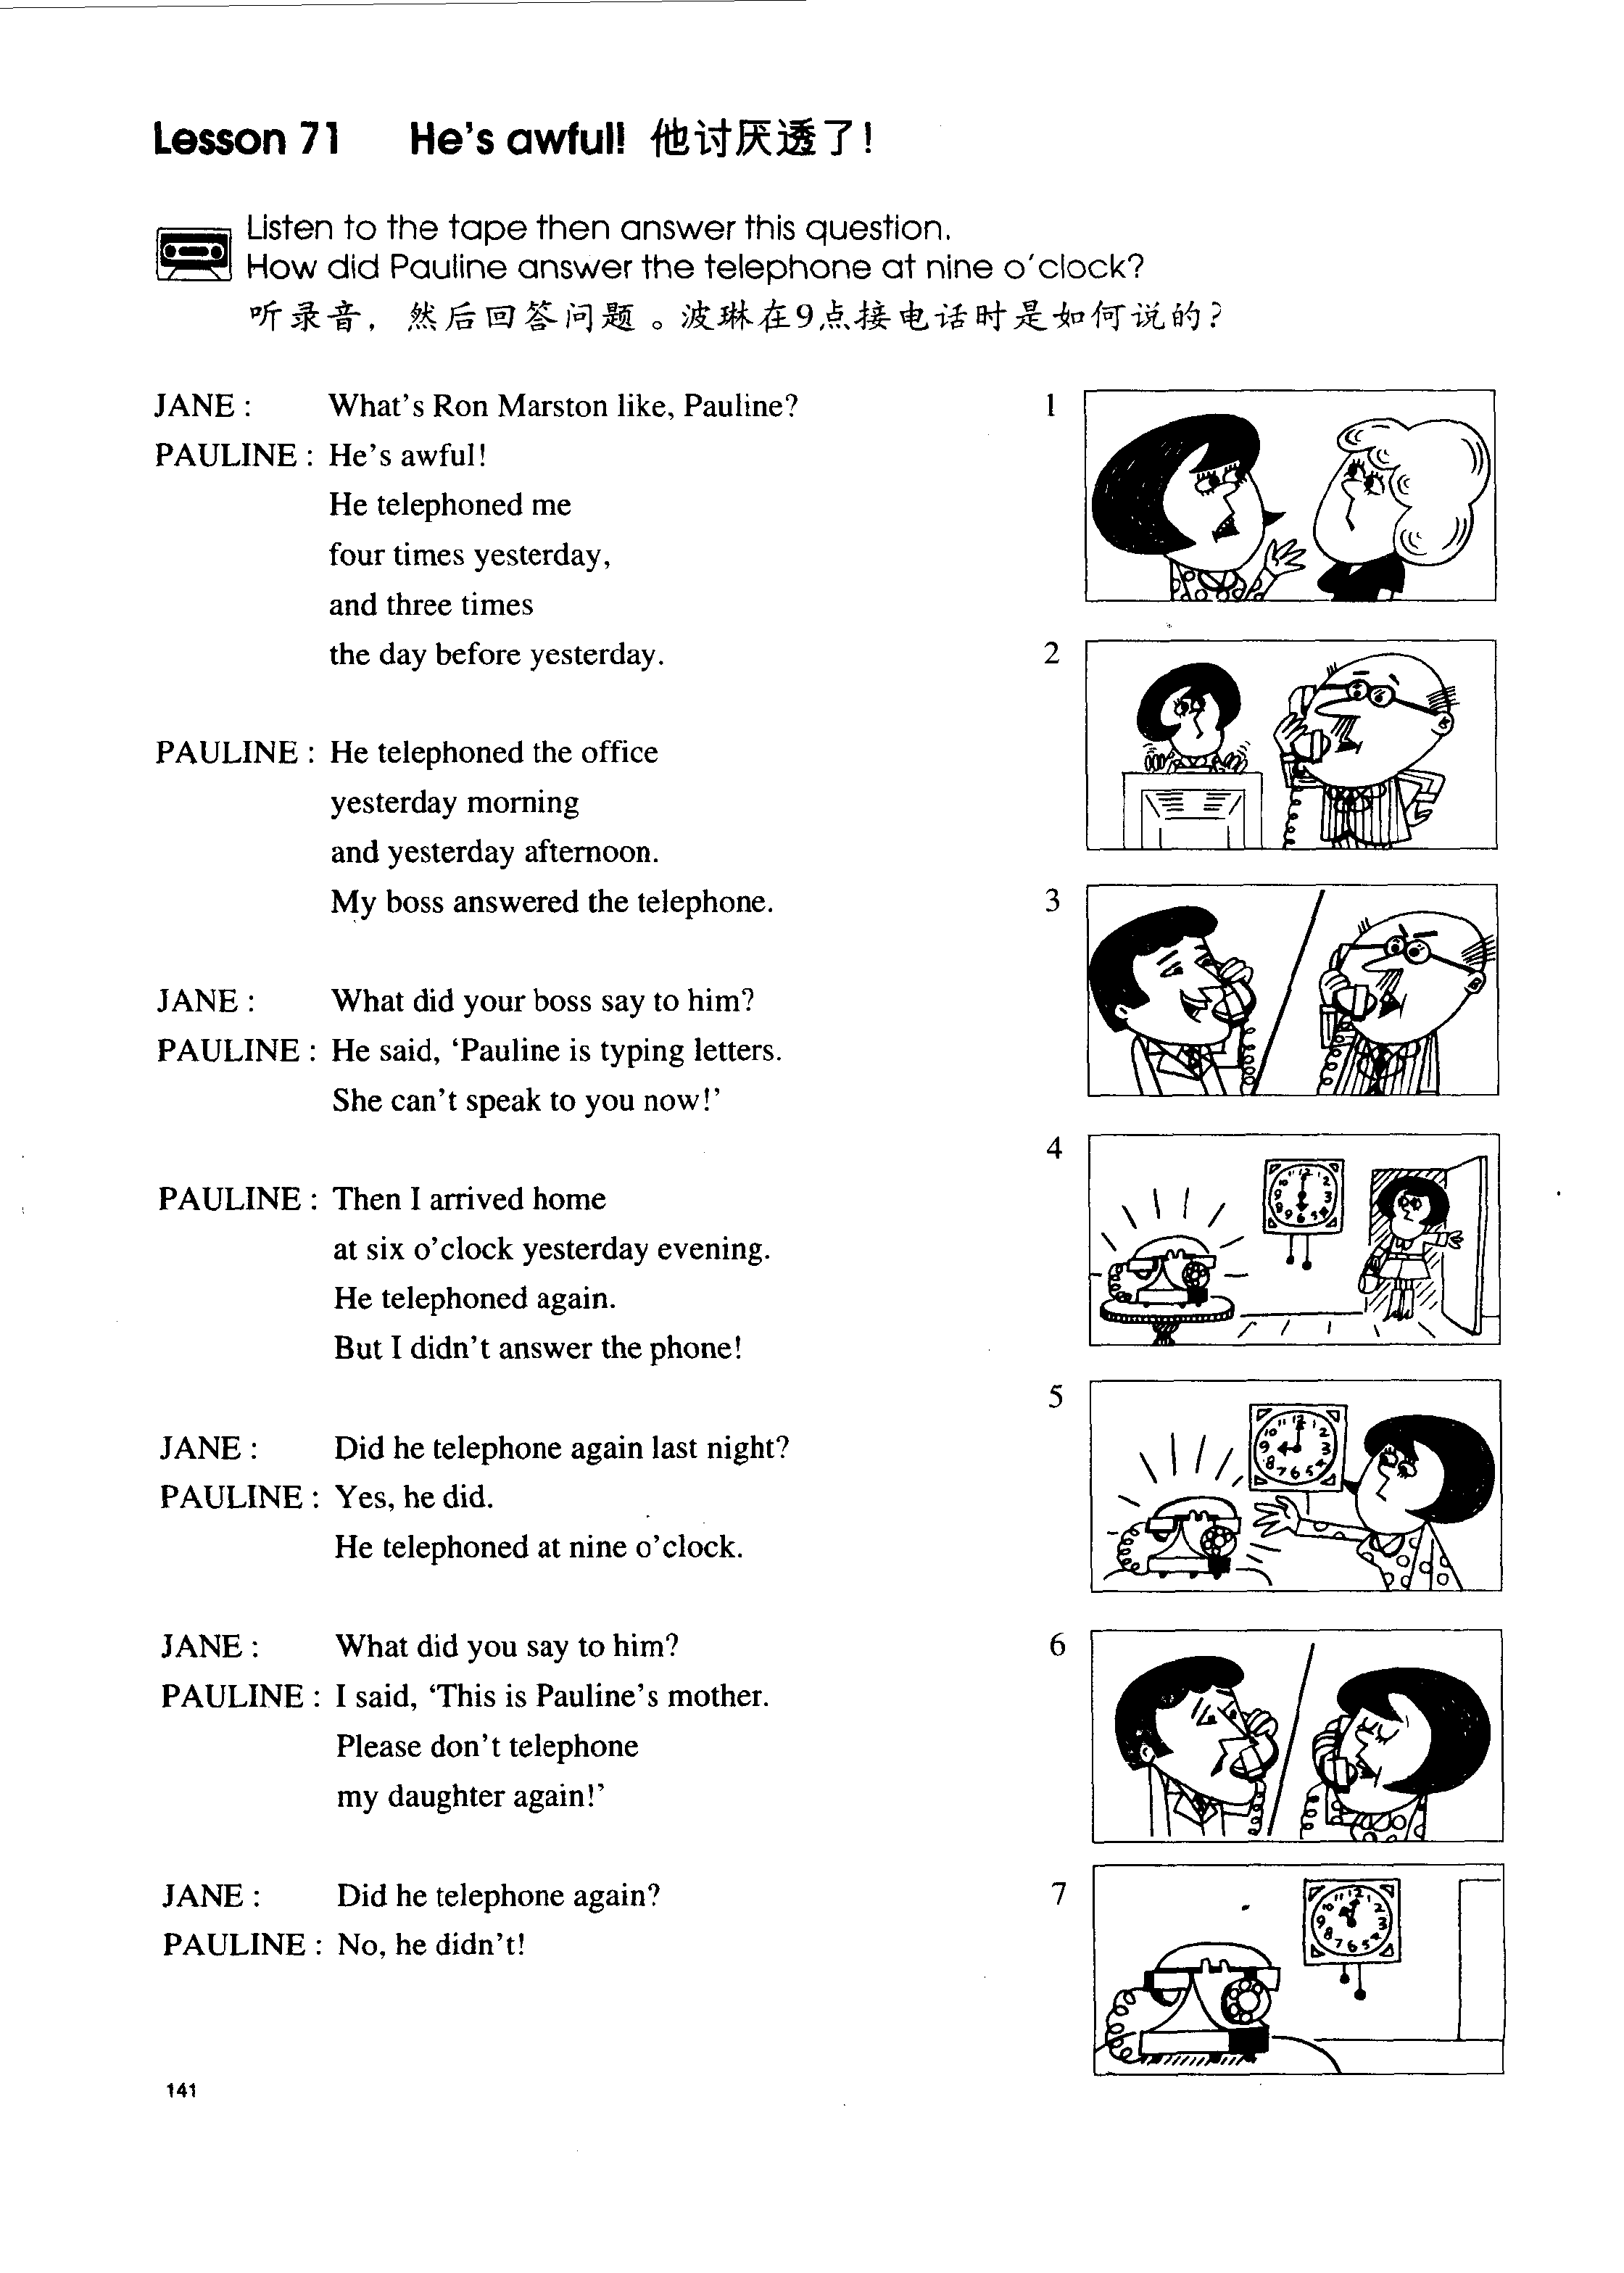 Lesson 71 He's awful! 他讨厌透了!
Listen to the tape then answer this question.
How did Pauline answer the telephone at nine o'clock?
听录音，然后回答问题。波琳在9点接电话时是如何说的?
JANE : What's Ron Marston like, Pauline?
PAULINE : He's awful!
He telephoned me
four times yesterday,
and three times
the day before yesterday.
PAULINE : He telephoned the office
yesterday morning
and yesterday afternoon.
My boss answered the telephone.
JANE : What did your boss say to him?
PAULINE : He said, ‘Pauline is typing letters.
She can't speak to you now!’
PAULINE : Then I arrived home
at six o'clock yesterday evening.
He telephoned again.
But I didn't answer the phone!
JANE : Did he telephone again last night?
PAULINE : Yes, he did.
He telephoned at nine o'clock.
JANE : What did you say to him?
PAULINE : I said, ‘This is Pauline's mother.
Please don't telephone
my daughter again!’
JANE : Did he telephone again?
PAULINE : No, he didn't!
1
2
3
4
5
6
7
141